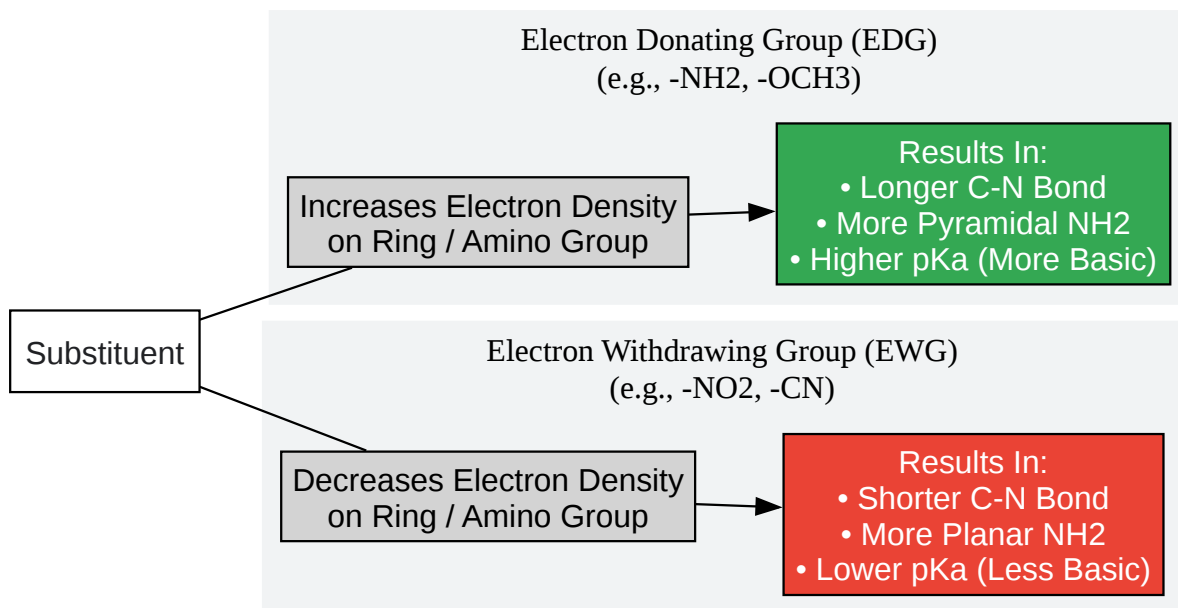 Electron Donating Group (EDG)
(e.g., -NH2, -OCH3)
Results In:
• Longer C-N Bond
• More Pyramidal NH2
• Higher pKa (More Basic)
Increases Electron Density
on Ring / Amino Group
Substituent
Electron Withdrawing Group (EWG)
(e.g., -NO2, -CN)
Decreases Electron Density
on Ring / Amino Group
Results In:
• Shorter C-N Bond
• More Planar NH2
• Lower pKa (Less Basic)